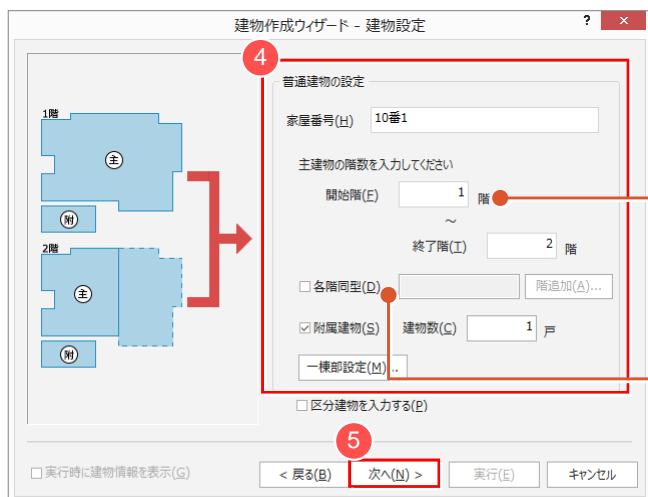 建物作成ウィザード - 建物設定
? ×
4
普通建物の設定
1階
家屋番号(H) 10番1
主
主建物の階数を入力してください
開始階(F) 1 階
附
～
2階
終了階(T) 2 階
主
各階同型(D) 階追加(A)...
附属建物(S) 建物数(C) 1 戸
附
一棟部設定(M)...
区分建物を入力する(P)
5
実行時に建物情報を表示(G) < 戻る(B) 次へ(N) > 実行(E) キャンセル